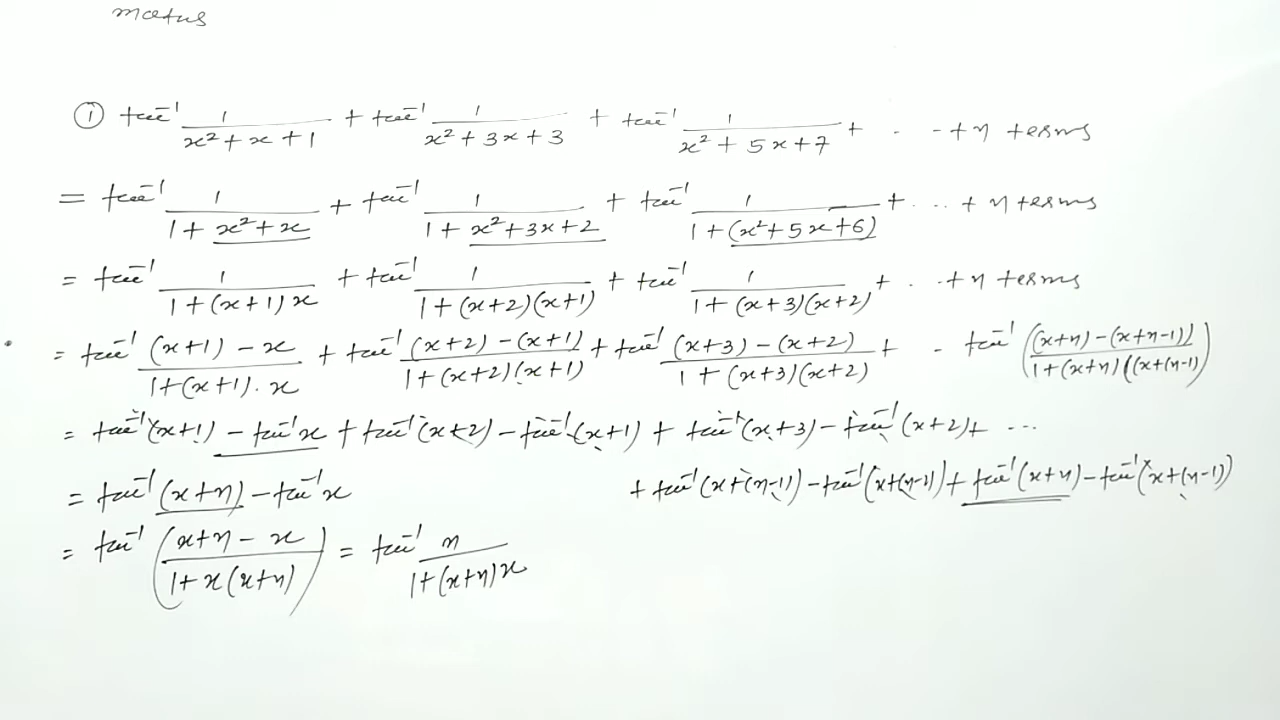 ① tan⁻¹ 1/(x²+x+1) + tan⁻¹ 1/(x²+3x+3) + tan⁻¹ 1/(x²+5x+7) + . . - + n terms
= tan⁻¹ 1/(1+x²+x) + tan⁻¹ 1/(1+x²+3x+2) + tan⁻¹ 1/(1+(x²+5x+6)) + . . . + n terms
= tan⁻¹ 1/(1+(x+1)x) + tan⁻¹ 1/(1+(x+2)(x+1)) + tan⁻¹ 1/(1+(x+3)(x+2)) + . . + n terms
= tan⁻¹ ((x+1)-x)/(1+(x+1).x) + tan⁻¹ ((x+2)-(x+1))/(1+(x+2)(x+1)) + tan⁻¹ ((x+3)-(x+2))/(1+(x+3)(x+2)) + - tan⁻¹ (((x+n)-(x+n-1))/(1+(x+n)((x+(n-1)))
= tan⁻¹(x+1) - tan⁻¹x + tan⁻¹(x+2) - tan⁻¹(x+1) + tan⁻¹(x+3) - tan⁻¹(x+2) + ...
+ tan⁻¹(x+(n-1)) - tan⁻¹(x+(n-1)) + tan⁻¹(x+n) - tan⁻¹(x+(n-1))
= tan⁻¹(x+n) - tan⁻¹x
= tan⁻¹ ((x+n-x)/(1+x(x+n))) = tan⁻¹ n/(1+(x+n)x)